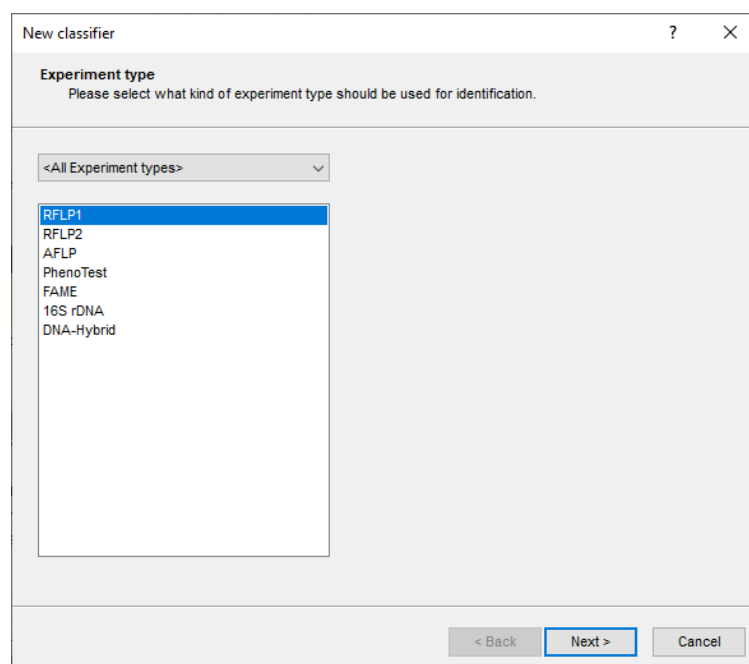 New classifier
?
Experiment type
Please select what kind of experiment type should be used for identification.
<All Experiment types>
RFLP1
RFLP2
AFLP
PhenoTest
FAME
16S rDNA
DNA-Hybrid
< Back
Next >
Cancel